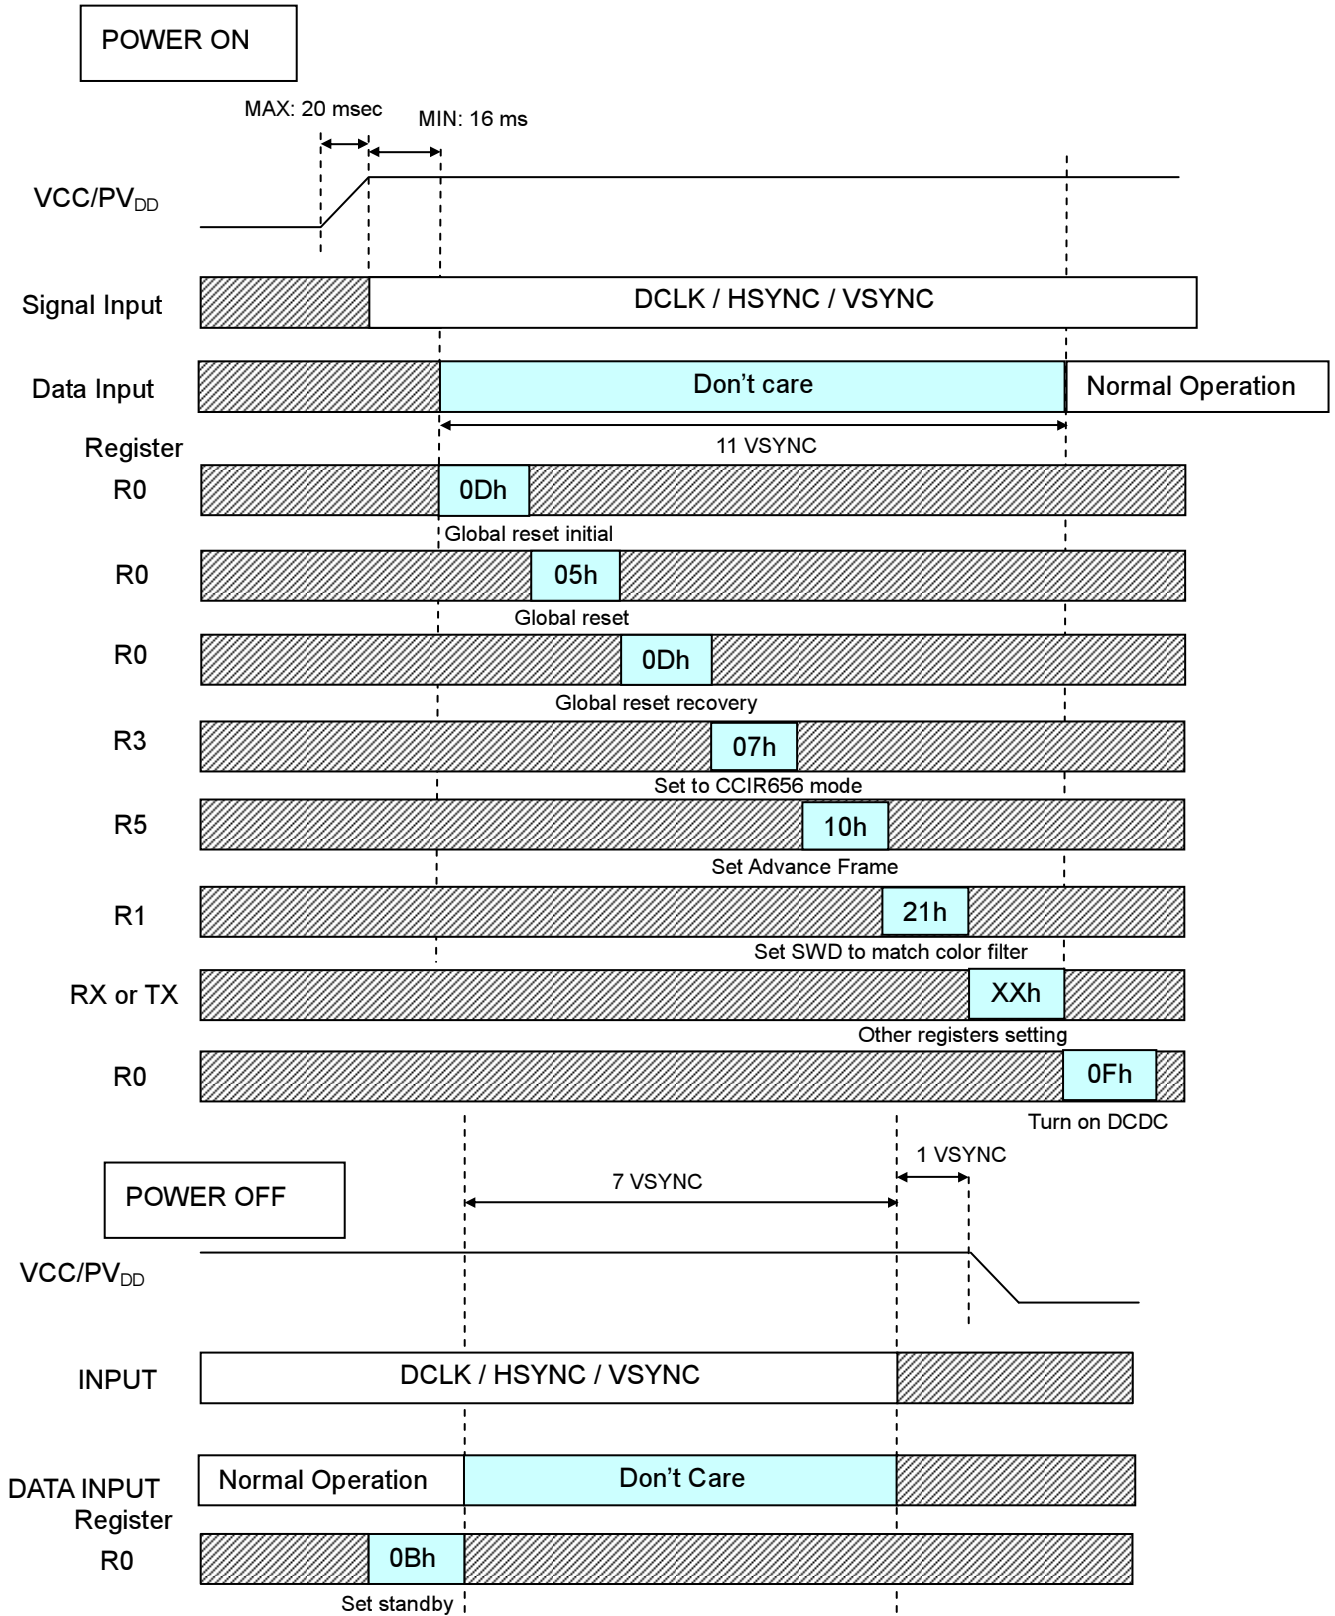 POWER ON
MAX: 20 msec
MIN: 16 ms
VCC/PVDD
Signal Input
DCLK / HSYNC / VSYNC
Data Input
Don't care
Normal Operation
11 VSYNC
Register
R0
0Dh
Global reset initial
R0
05h
Global reset
R0
0Dh
Global reset recovery
R3
07h
Set to CCIR656 mode
R5
10h
Set Advance Frame
R1
21h
Set SWD to match color filter
RX or TX
XXh
Other registers setting
R0
0Fh
Turn on DCDC
1 VSYNC
POWER OFF
7 VSYNC
VCC/PVDD
INPUT
DCLK / HSYNC / VSYNC
DATA INPUT
Normal Operation
Don't Care
Register
R0
0Bh
Set standby